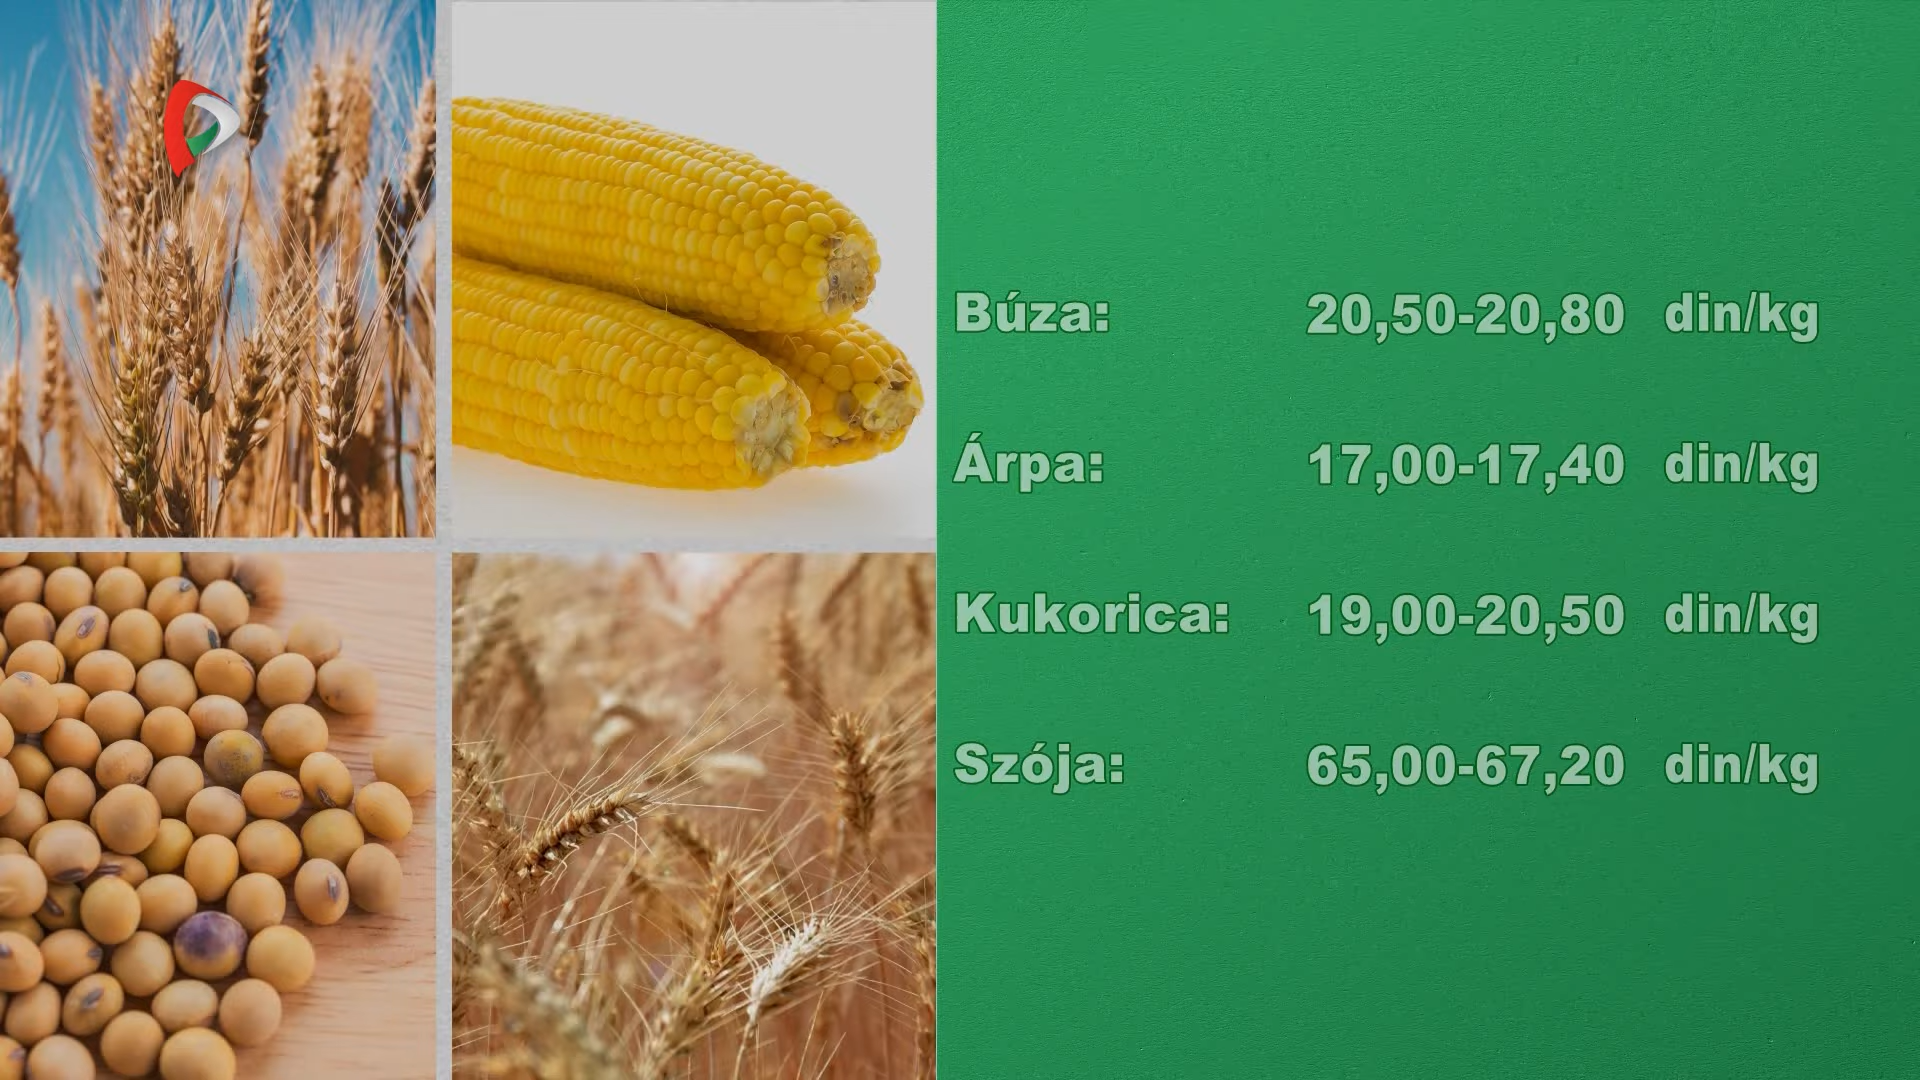 Búza: 20,50-20,80 din/kg
Árpa: 17,00-17,40 din/kg
Kukorica: 19,00-20,50 din/kg
Szója: 65,00-67,20 din/kg